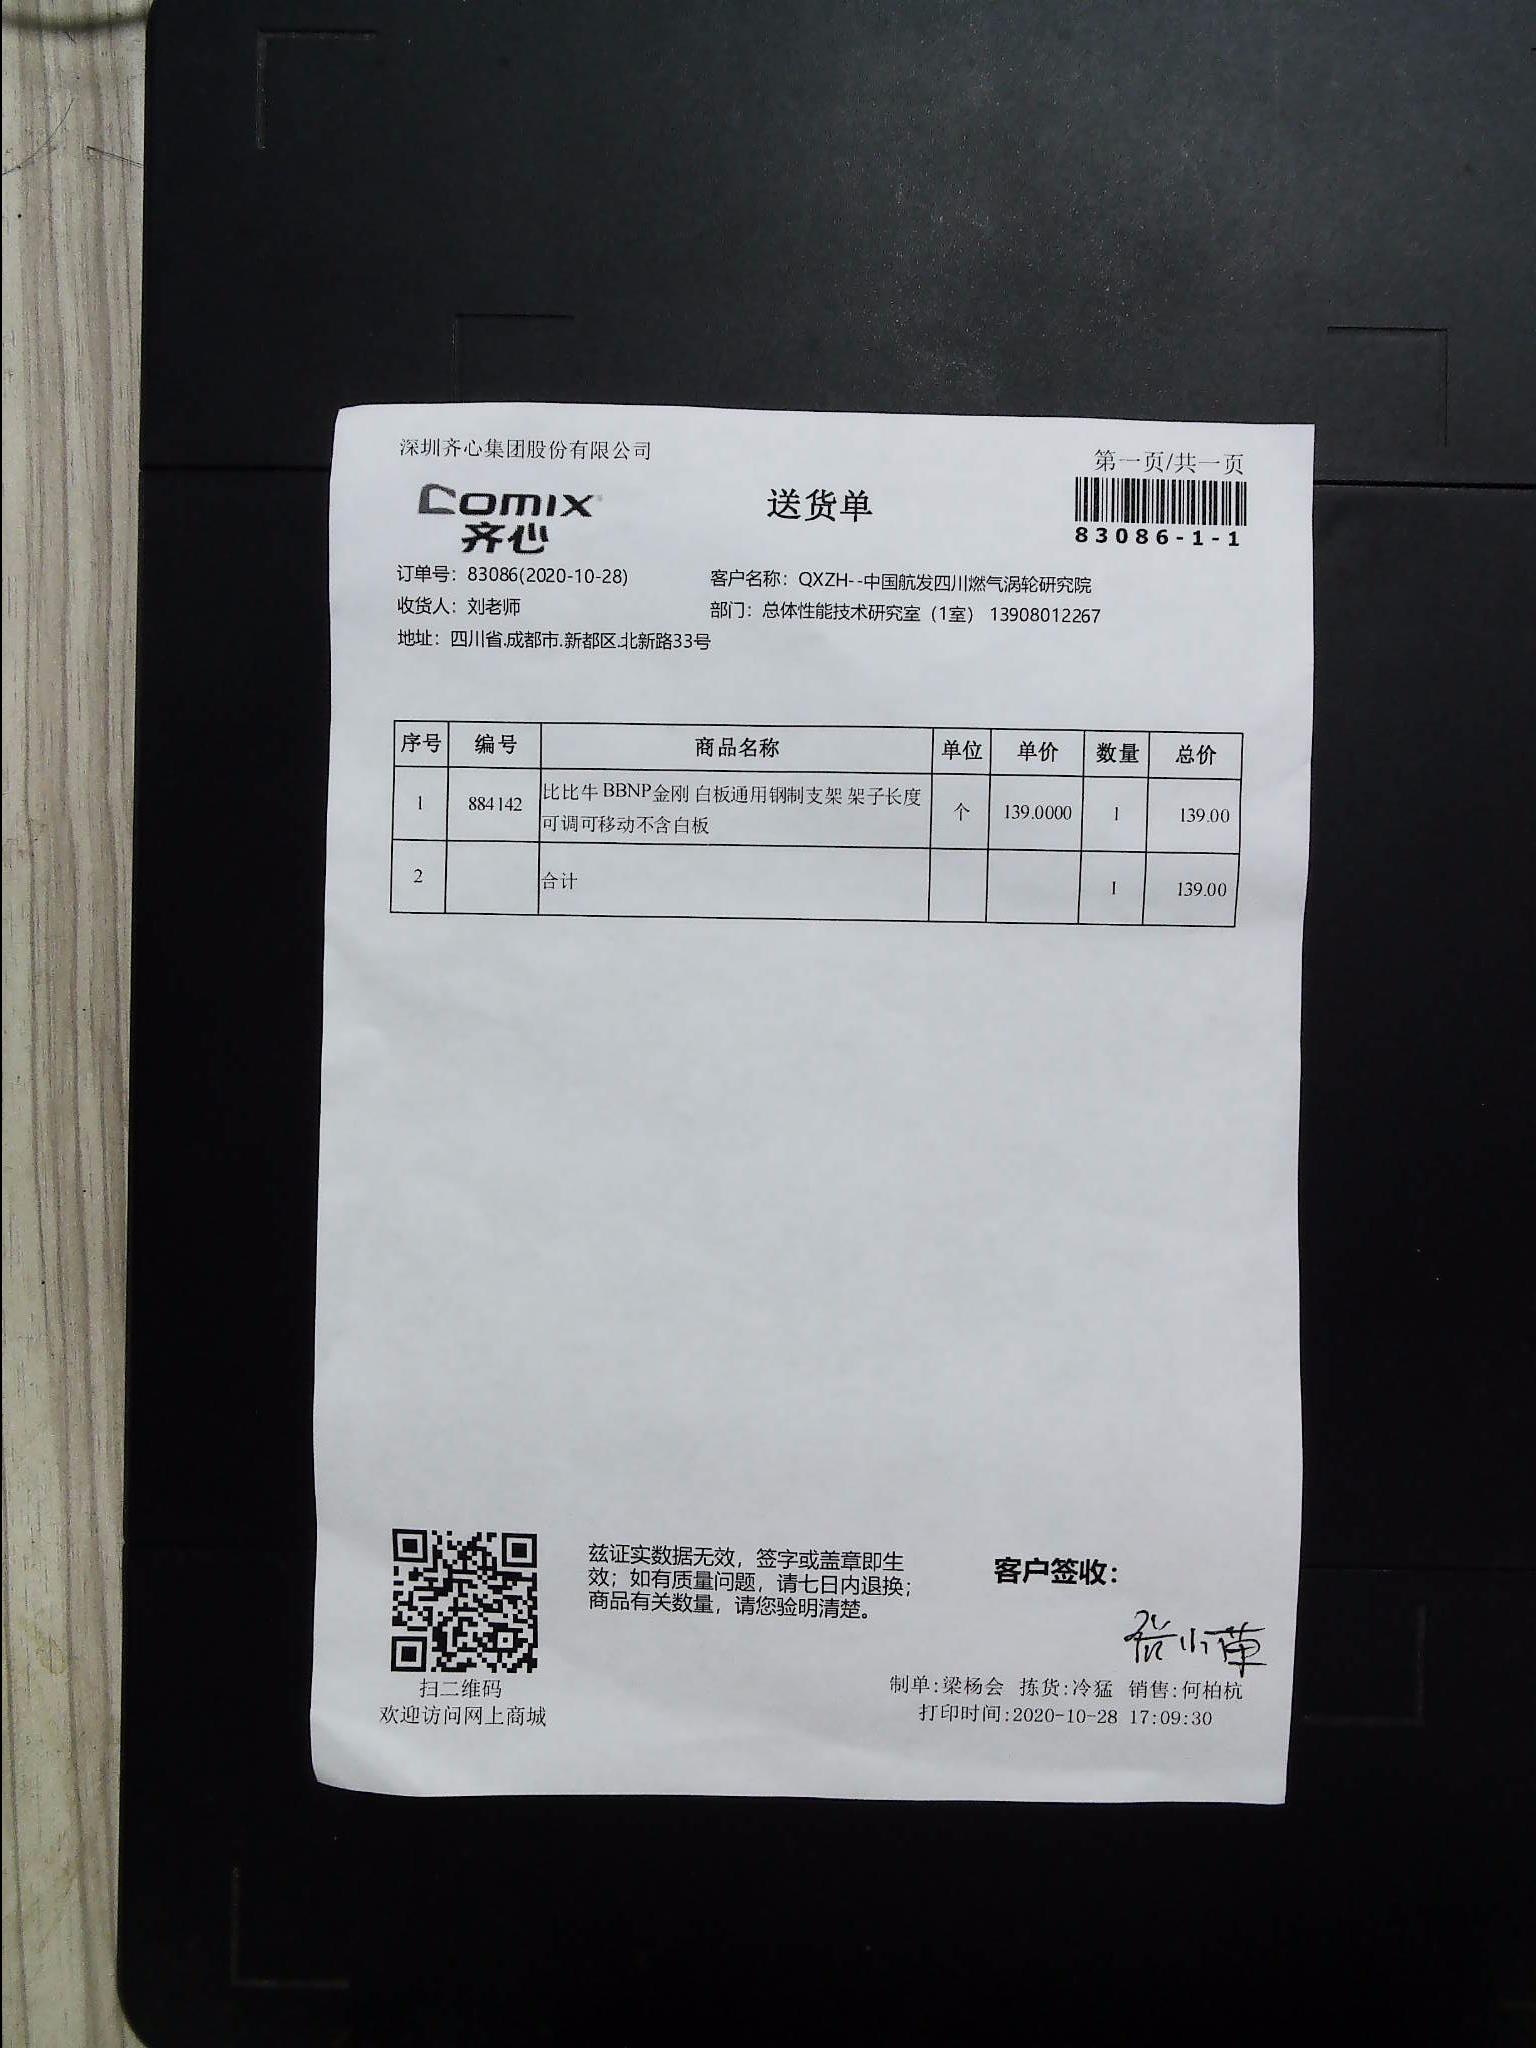 深圳齐心集团股份有限公司
第一页/共一页
COMIX
齐心
送货单
83086-1-1
订单号：83086(2020-10-28)
客户名称：QXZH--中国航发四川燃气涡轮研究院
收货人：刘老师
部门：总体性能技术研究室（1室） 13908012267
地址：四川省.成都市.新都区.北新路33号
序号 编号 商品名称 单位 单价 数量 总价
1 884142 比比牛 BBNP金刚 白板通用钢制支架 架子长度 个 139.0000 1 139.00
可调可移动不含白板
2 合计 1 139.00
兹证实数据无效，签字或盖章即生
效；如有质量问题，请七日内退换；
商品有关数量，请您验明清楚。
客户签收：
扫二维码
欢迎访问网上商城
制单:梁杨会 拣货:冷猛 销售:何柏杭
打印时间:2020-10-28 17:09:30